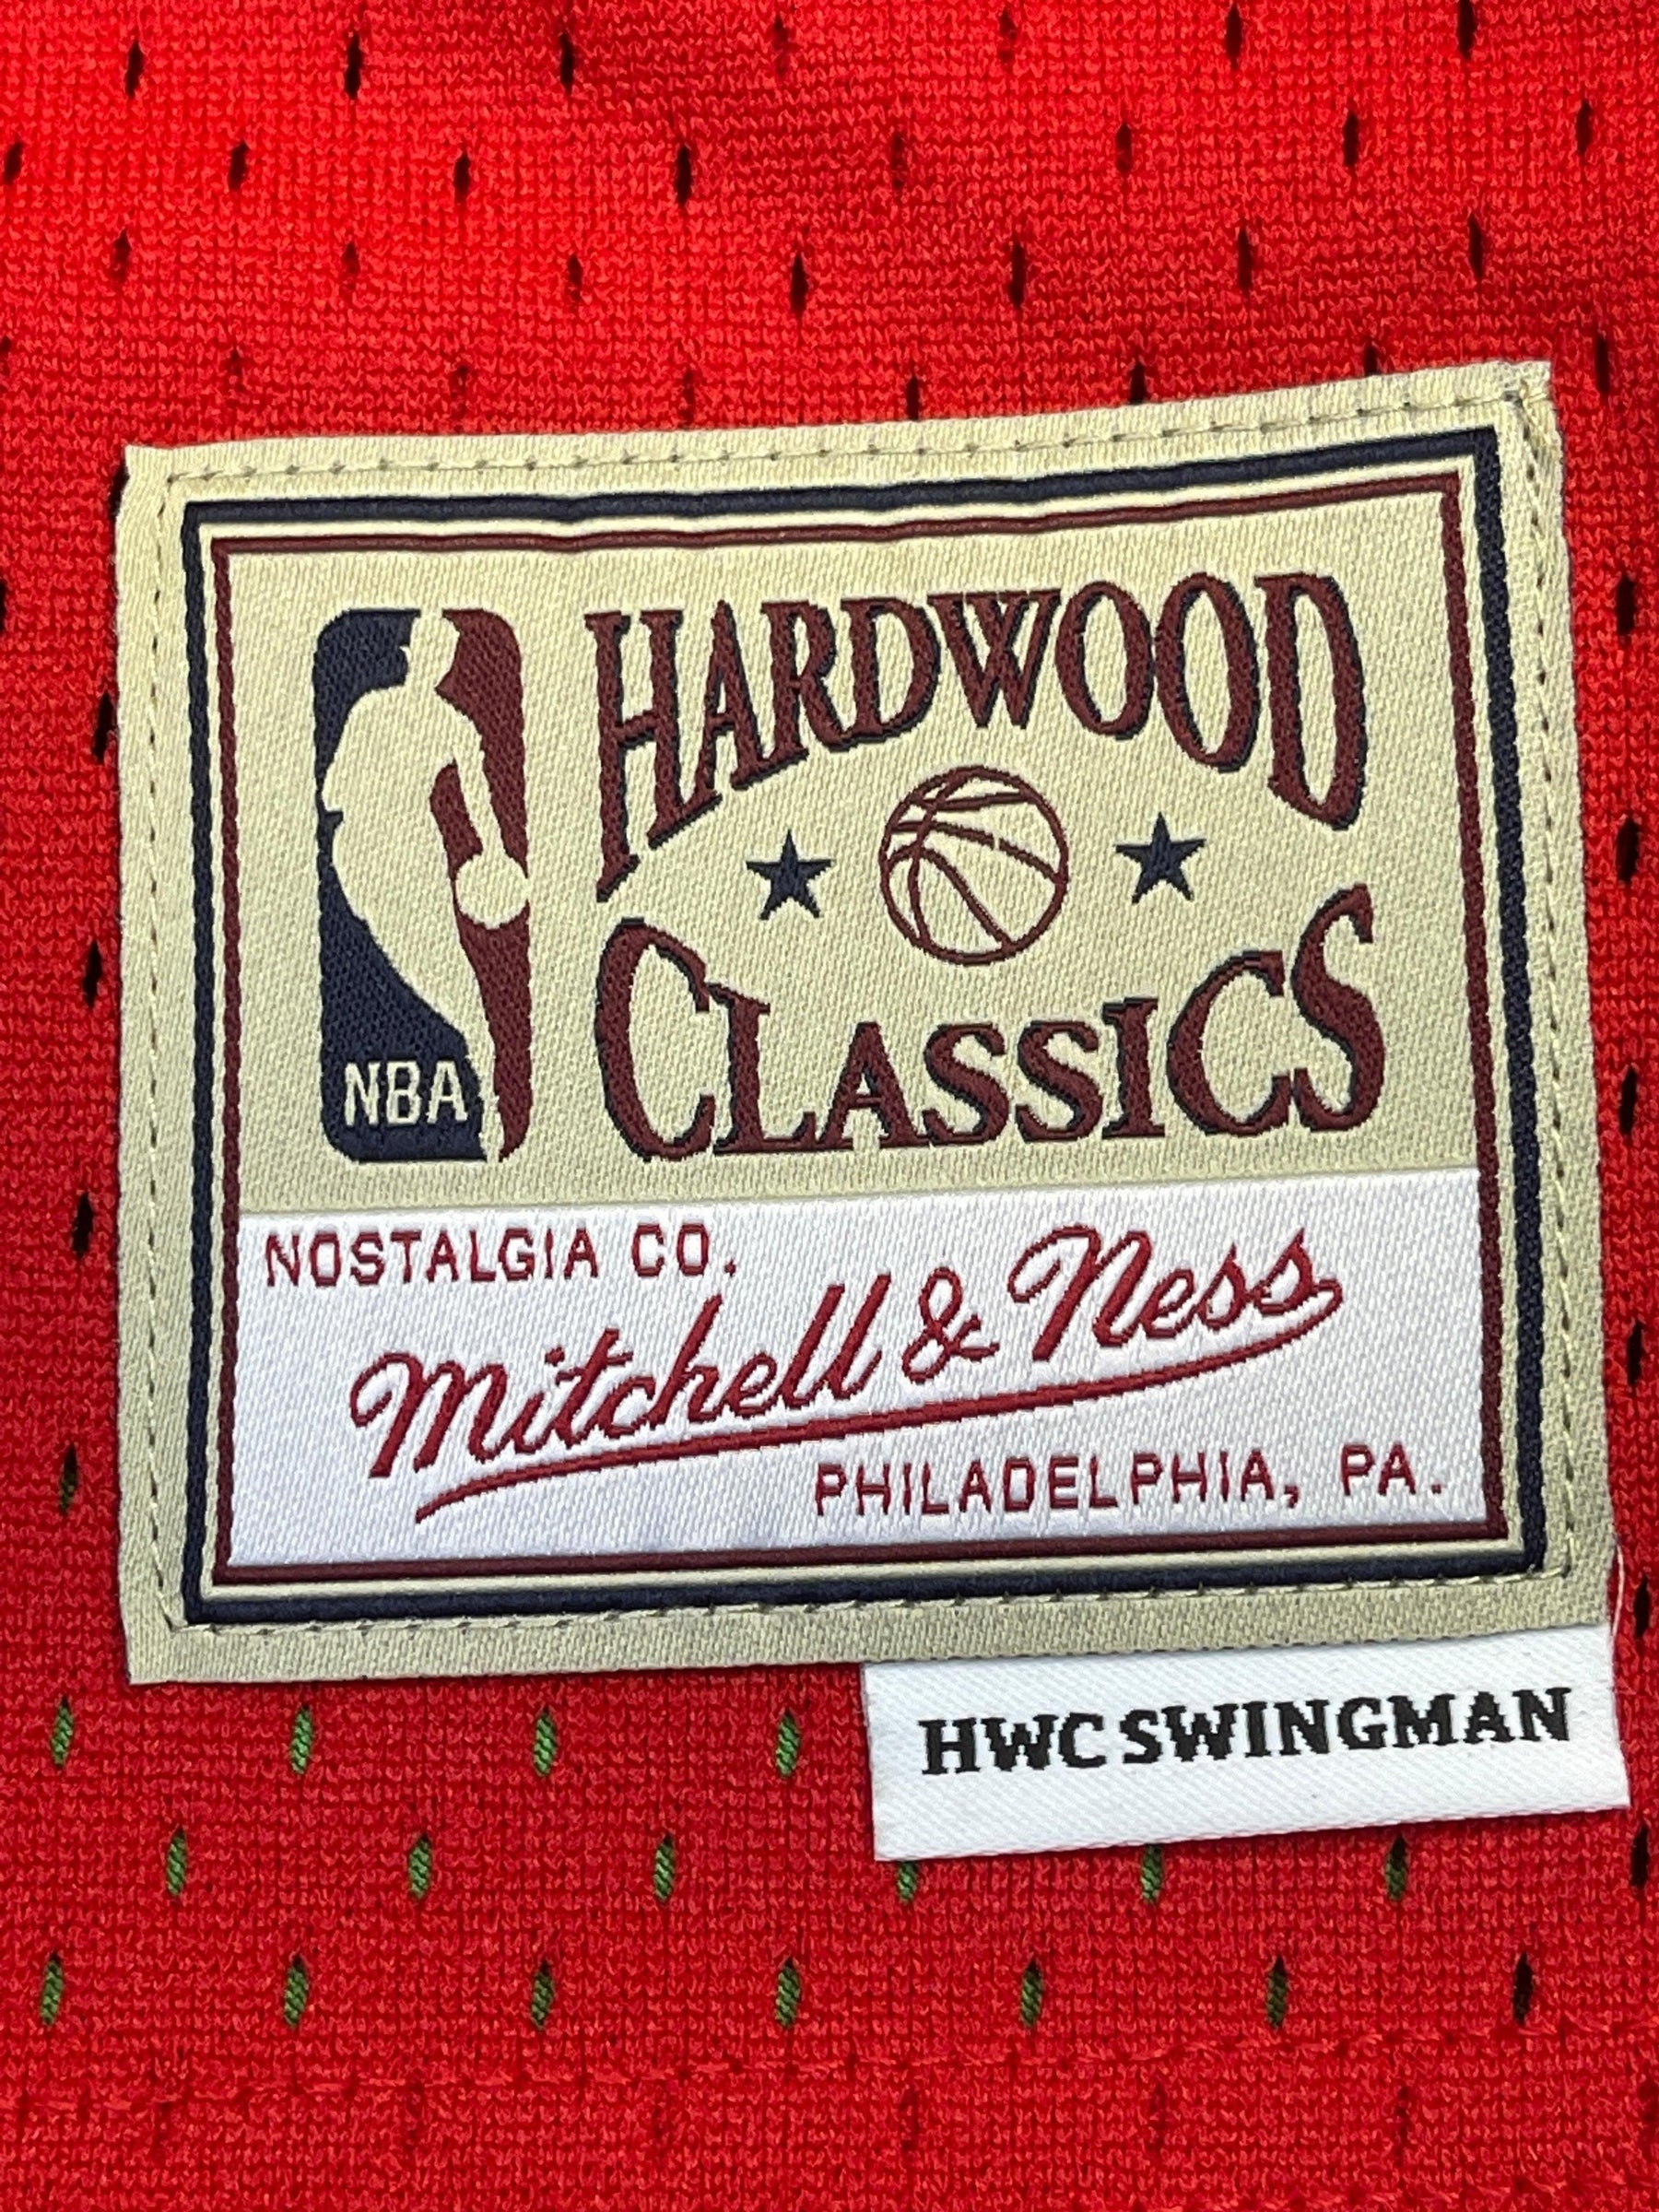 HARDWOOD
CLASSICS
NBA
NOSTALGIA CO.
Mitchell & Ness
PHILADELPHIA, PA.
HWC SWINGMAN